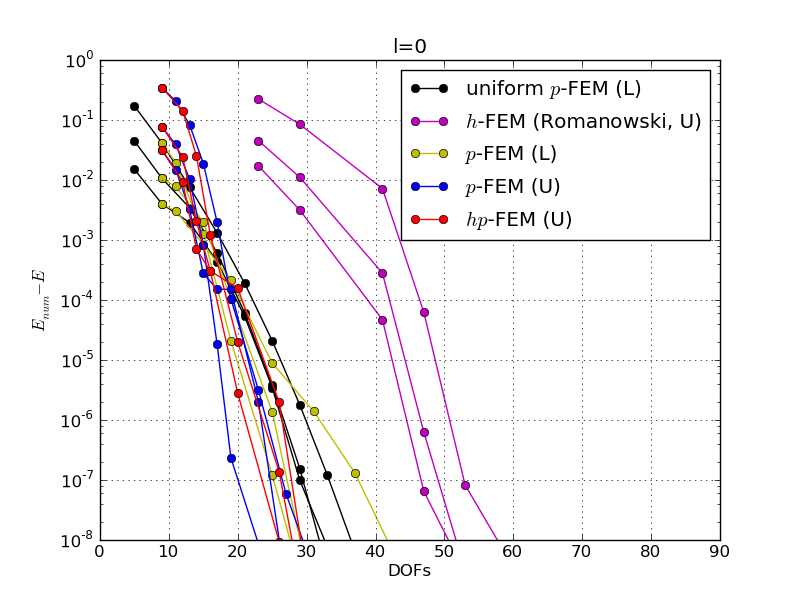 l=0
10^0
10^-1
10^-2
10^-3
10^-4
10^-5
10^-6
10^-7
10^-8
E_num − E
uniform p-FEM (L)
h-FEM (Romanowski, U)
p-FEM (L)
p-FEM (U)
hp-FEM (U)
0 10 20 30 40 50 60 70 80 90
DOFs